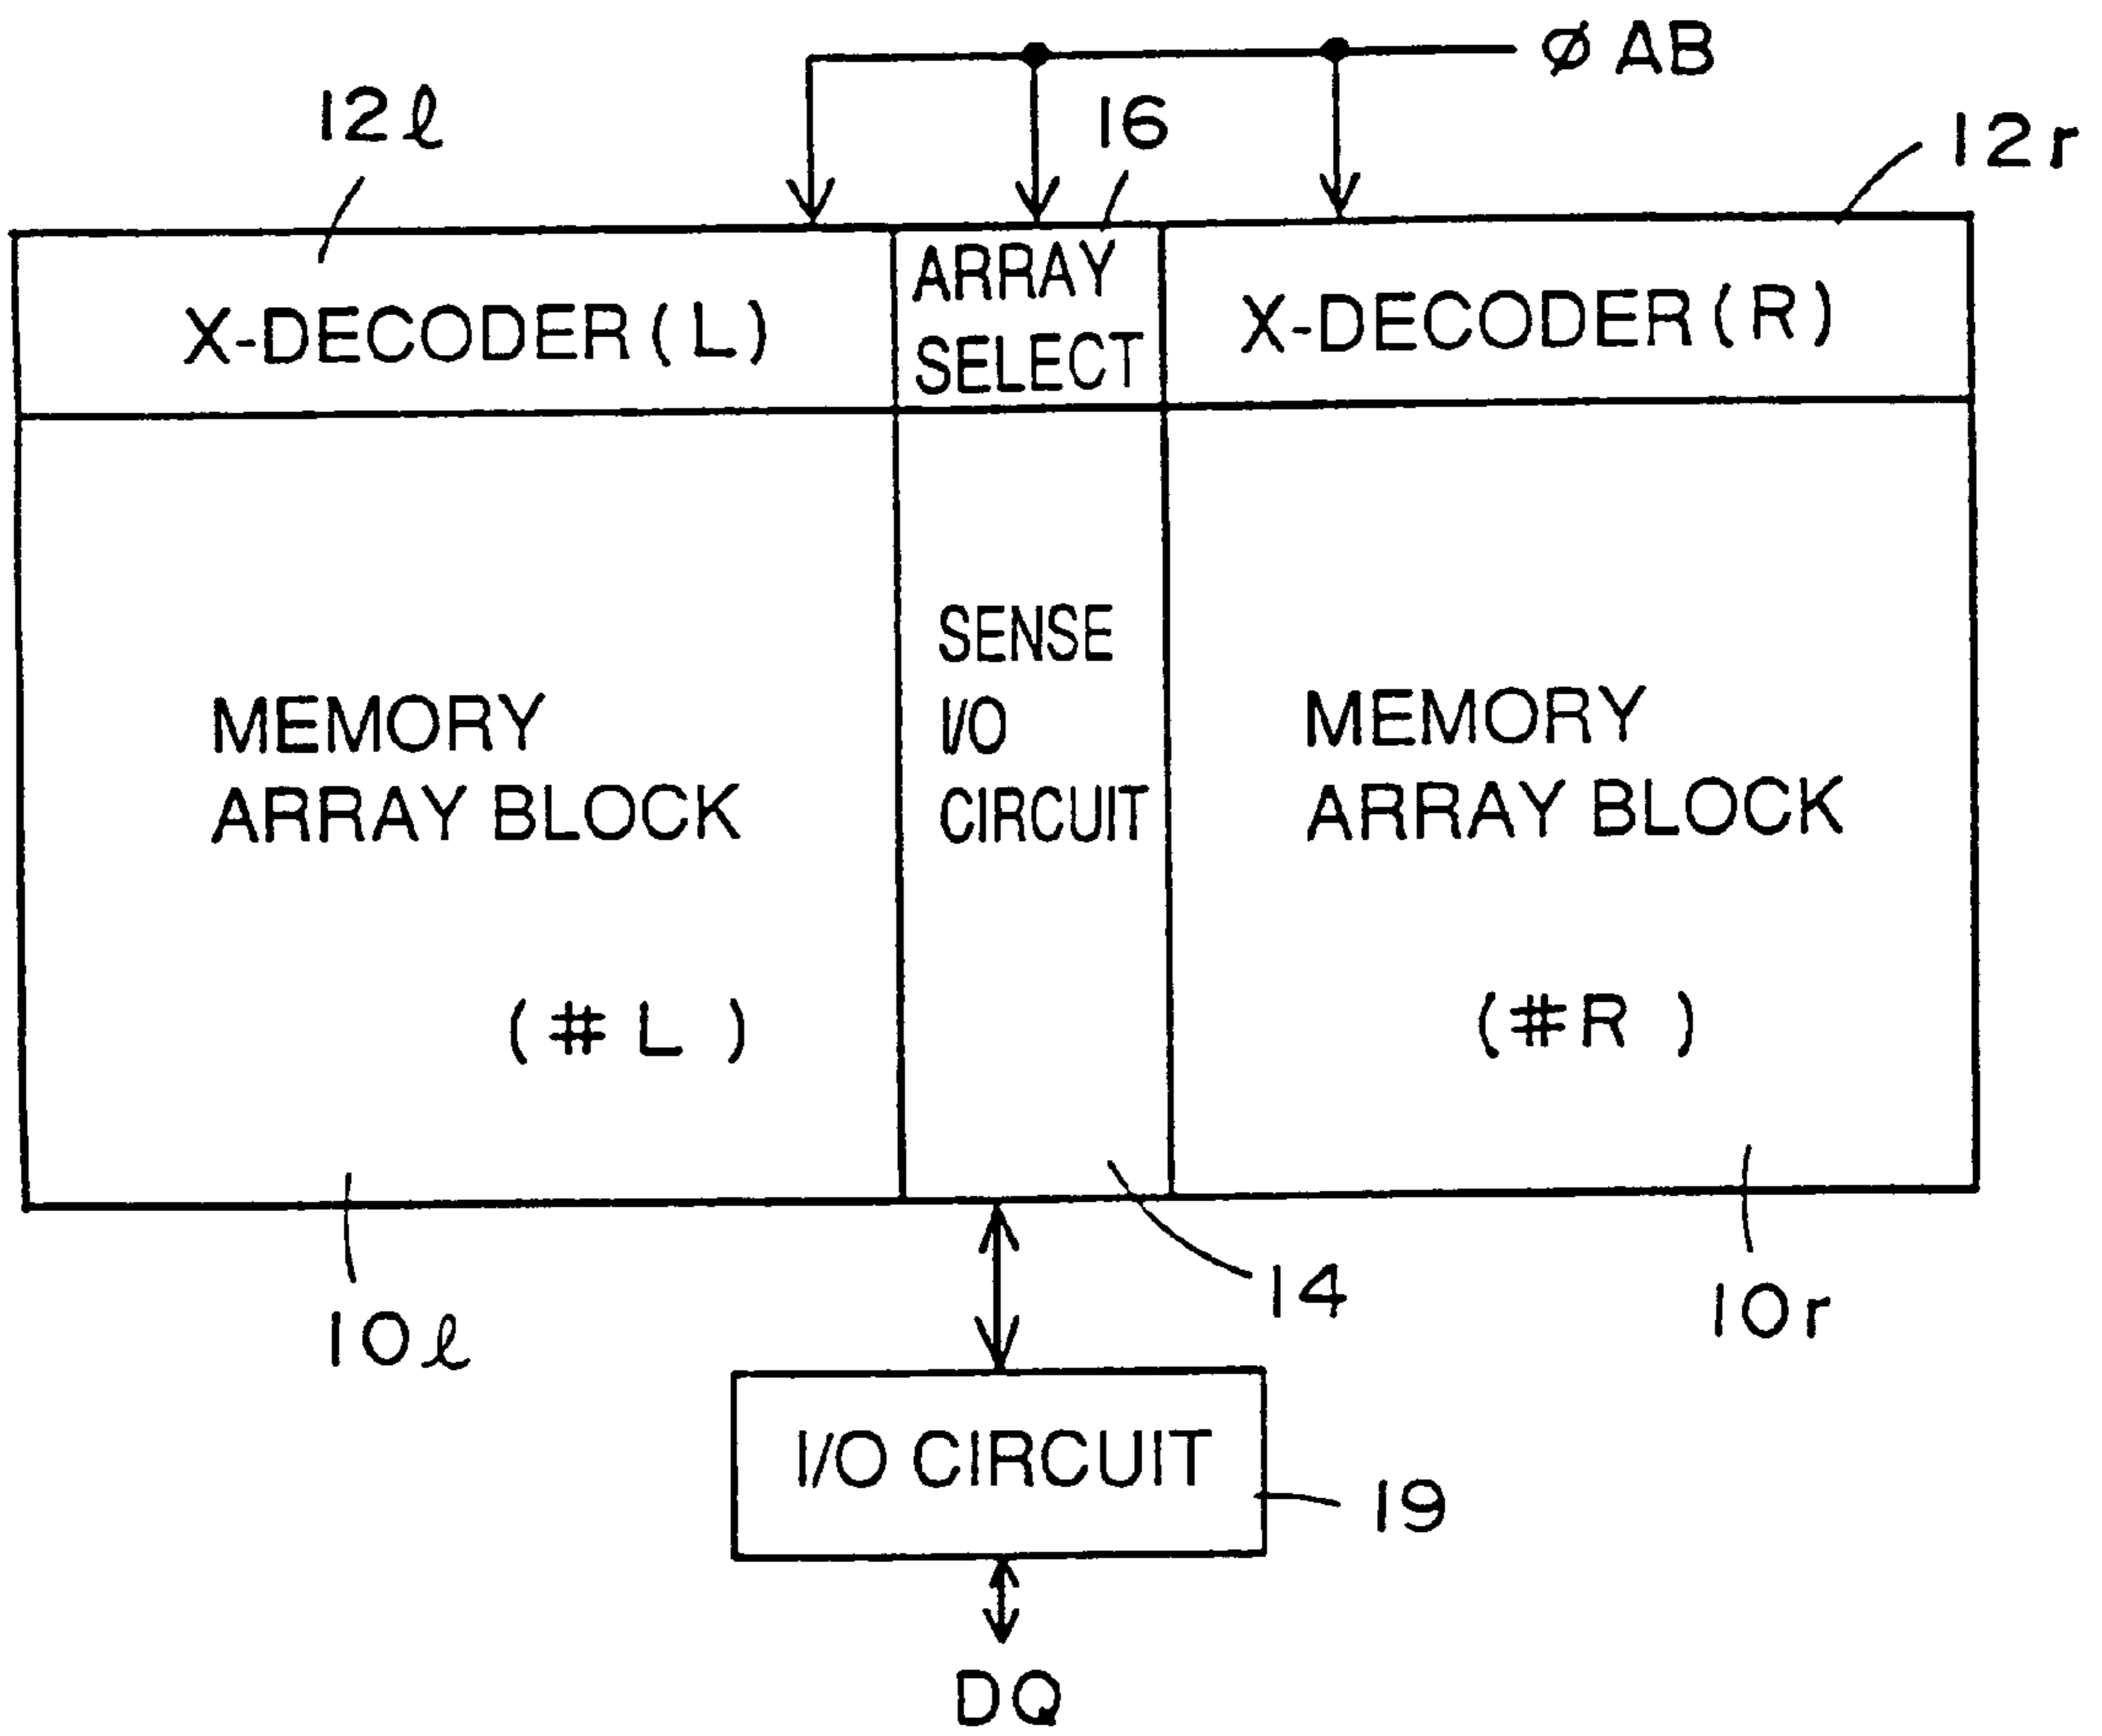 Ø AB
12ℓ
16
12r
X-DECODER(L)
ARRAY
SELECT
X-DECODER(R)
MEMORY
ARRAY BLOCK
(#L)
SENSE
I/O
CIRCUIT
MEMORY
ARRAY BLOCK
(#R)
10ℓ
14
10r
I/O CIRCUIT
19
DQ